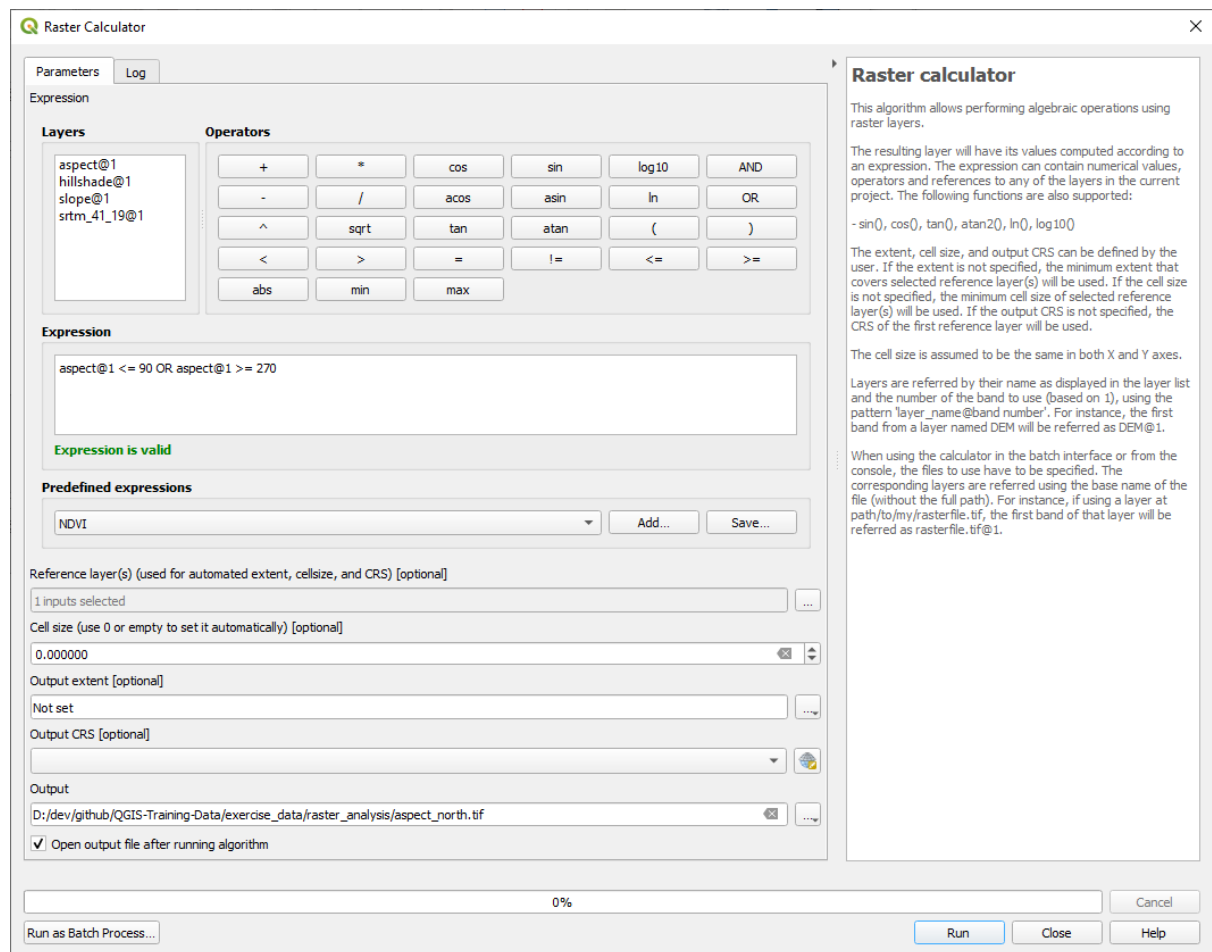 Raster Calculator
Parameters Log
Expression
Layers Operators
aspect@1
hillshade@1
slope@1
srtm_41_19@1
+ * cos sin log10 AND
- / acos asin ln OR
^ sqrt tan atan ( )
< > = != <= >=
abs min max
Expression
aspect@1 <= 90 OR aspect@1 >= 270
Expression is valid
Predefined expressions
NDVI Add... Save...
Reference layer(s) (used for automated extent, cellsize, and CRS) [optional]
1 inputs selected ...
Cell size (use 0 or empty to set it automatically) [optional]
0.000000
Output extent [optional]
Not set ...
Output CRS [optional]
Output
D:/dev/github/QGIS-Training-Data/exercise_data/raster_analysis/aspect_north.tif ...
Open output file after running algorithm
Raster calculator
This algorithm allows performing algebraic operations using
raster layers.
The resulting layer will have its values computed according to
an expression. The expression can contain numerical values,
operators and references to any of the layers in the current
project. The following functions are also supported:
- sin(), cos(), tan(), atan2(), ln(), log10()
The extent, cell size, and output CRS can be defined by the
user. If the extent is not specified, the minimum extent that
covers selected reference layer(s) will be used. If the cell size
is not specified, the minimum cell size of selected reference
layer(s) will be used. If the output CRS is not specified, the
CRS of the first reference layer will be used.
The cell size is assumed to be the same in both X and Y axes.
Layers are referred by their name as displayed in the layer list
and the number of the band to use (based on 1), using the
pattern 'layer_name@band number'. For instance, the first
band from a layer named DEM will be referred as DEM@1.
When using the calculator in the batch interface or from the
console, the files to use have to be specified. The
corresponding layers are referred using the base name of the
file (without the full path). For instance, if using a layer at
path/to/my/rasterfile.tif, the first band of that layer will be
referred as rasterfile.tif@1.
0% Cancel
Run as Batch Process... Run Close Help